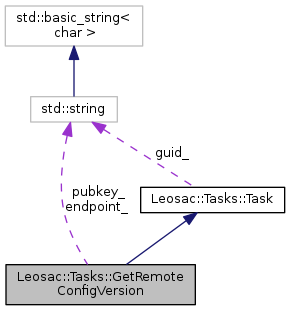 std::basic_string<
char >
std::string
guid_
pubkey_
endpoint_
Leosac::Tasks::Task
Leosac::Tasks::GetRemote
ConfigVersion